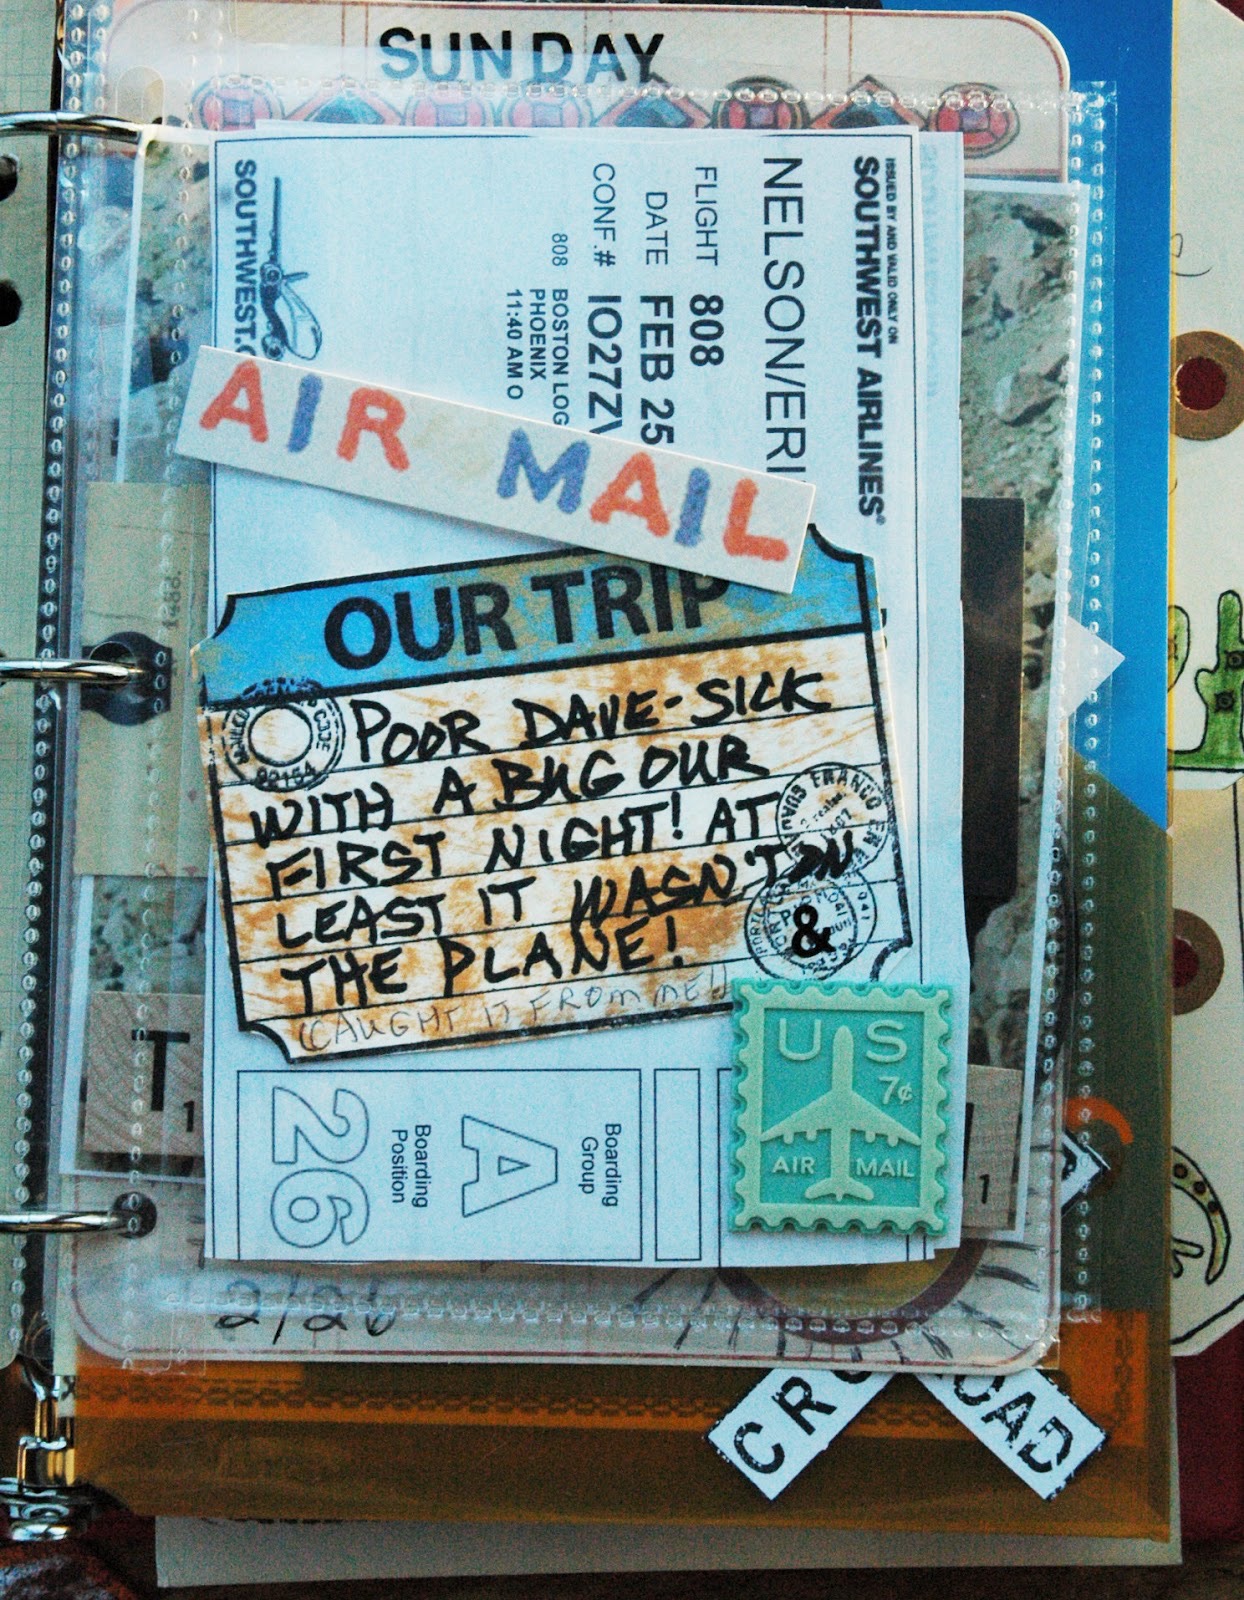 SUNDAY
ISSUED BY AND VALID ONLY ON
SOUTHWEST AIRLINES®
NELSON/ERI
FLIGHT 808
DATE FEB 25
CONF.# IO27ZV
808 BOSTON LOG
PHOENIX
11:40 AM O
SOUTHWEST.C
AIR MAIL
OUR TRIP
POOR DAVE-SICK
WITH A BUG OUR
FIRST NIGHT! AT
LEAST IT WASN'T ON
THE PLANE!
(CAUGHT IT FROM ME!)
&
US
7¢
AIR MAIL
Boarding
Group
A
Boarding
Position
26
T
1
1
2/26
CRO
OAD